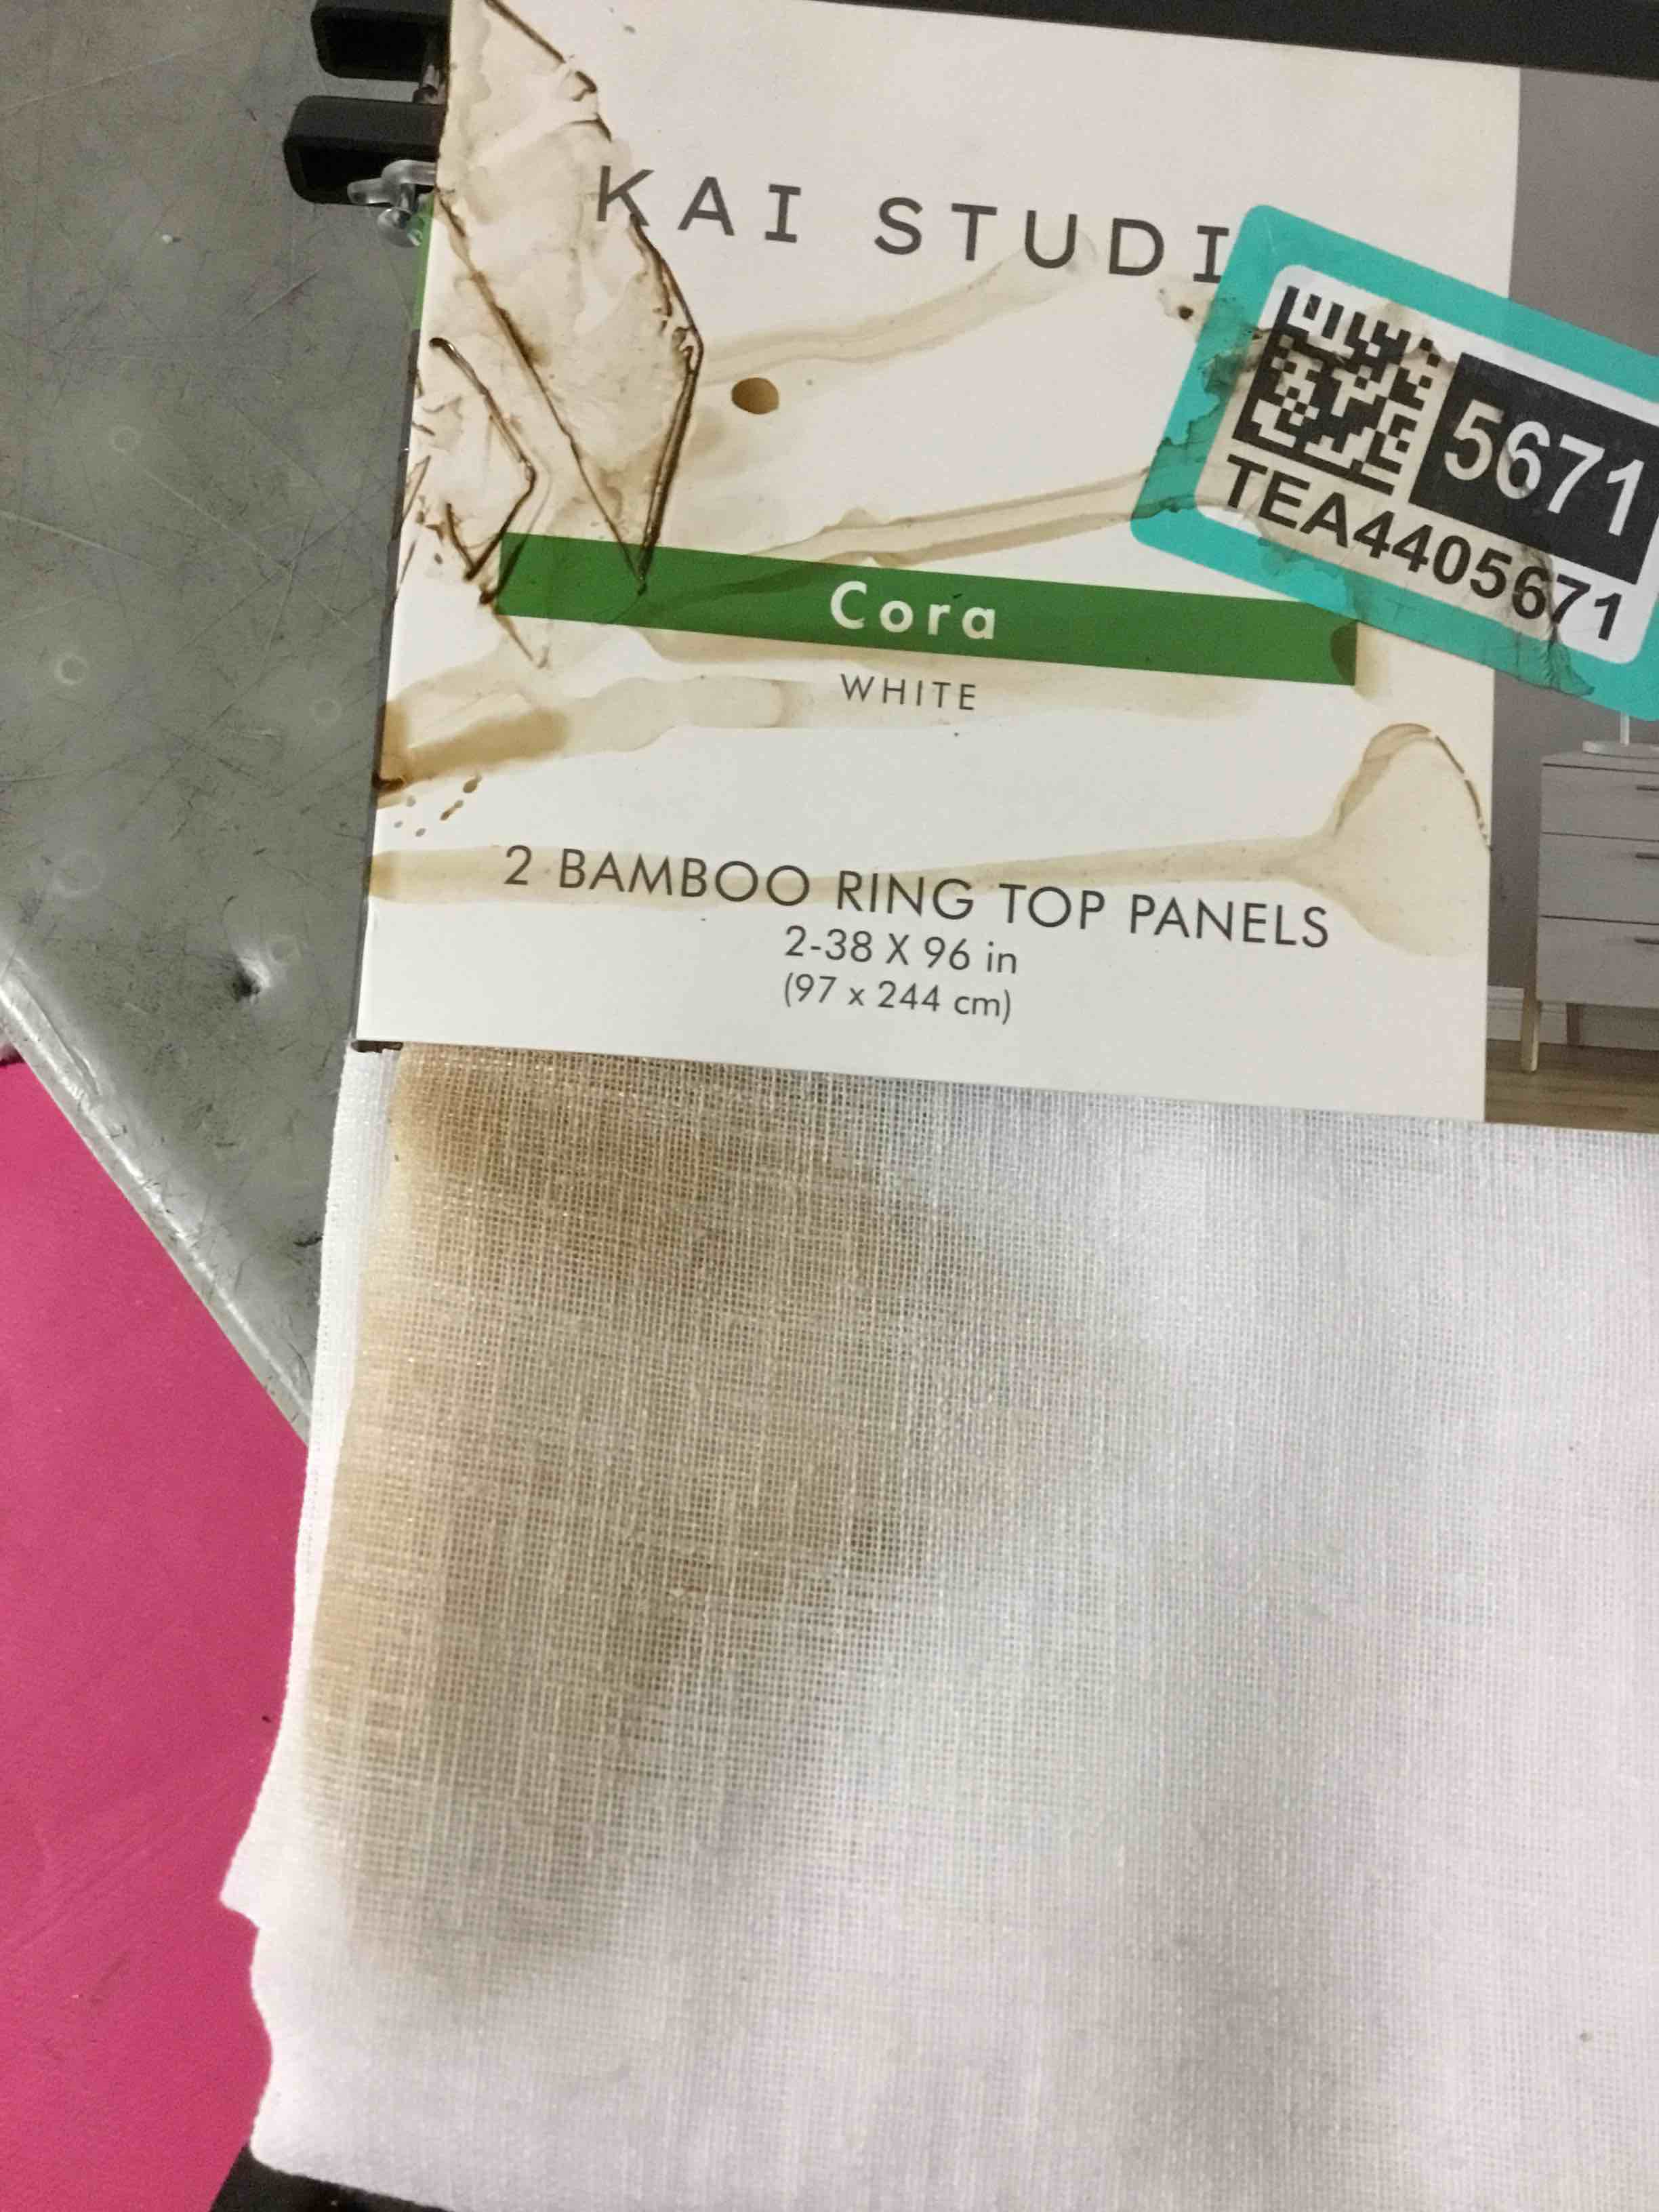 KAI STUDI
5671
TEA4405671
Cora
WHITE
2 BAMBOO RING TOP PANELS
2-38 X 96 in
(97 x 244 cm)